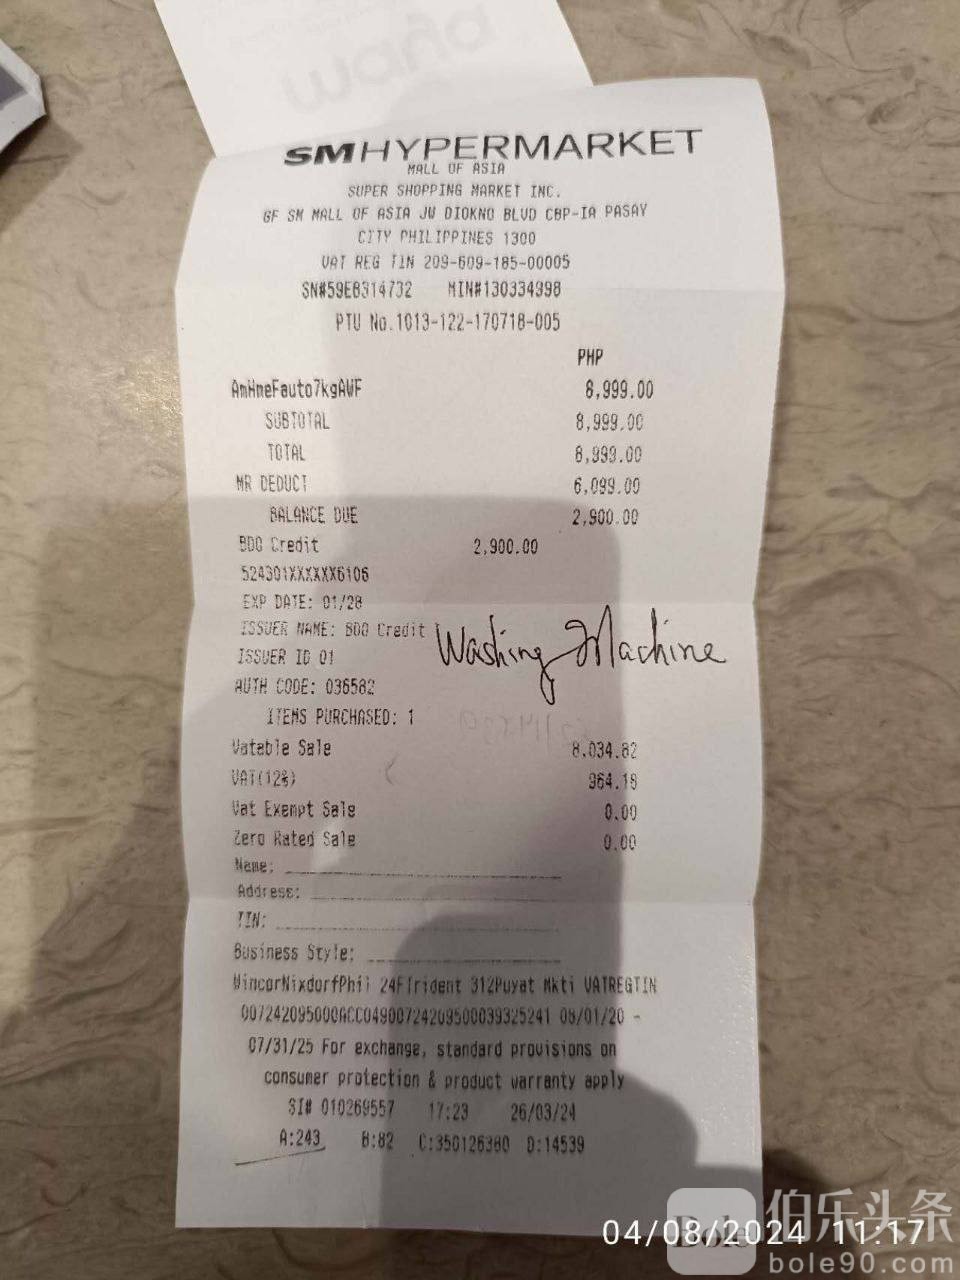 SMHYPERMARKET
MALL OF ASIA
SUPER SHOPPING MARKET INC.
GF SM MALL OF ASIA JW DIOKNO BLVD CBP-IA PASAY
CITY PHILIPPINES 1300
VAT REG TIN 209-609-185-00005
SN#59E8314732 MIN#130334998
PTU No.1013-122-170718-005
PHP
AmHmeFauto7kgAWF 8,999.00
SUBTOTAL 8,999.00
TOTAL 8,999.00
MR DEDUCT 6,099.00
BALANCE DUE 2,900.00
BDO Credit 2,900.00
524301XXXXXX6106
EXP DATE: 01/28
ISSUER NAME: BDO Credit
Washing Machine
ISSUER ID 01
AUTH CODE: 036582
ITEMS PURCHASED: 1
Vatable Sale 8,034.82
VAT(12%) 964.18
Vat Exempt Sale 0.00
Zero Rated Sale 0.00
Name:
Address:
TIN:
Business Style:
WincorNixdorfPhil 24FTrident 312Puyat Mkti VATREGTIN
007242095000ACC0490072420950003932‌5241 08/01/20 -
07/31/25 For exchange, standard provisions on
consumer protection & product warranty apply
SI# 010269557 17:23 26/03/24
A:243 B:82 C:350126380 D:14539
伯乐头条
Bole
04/08/2024 11:17
bole90.com